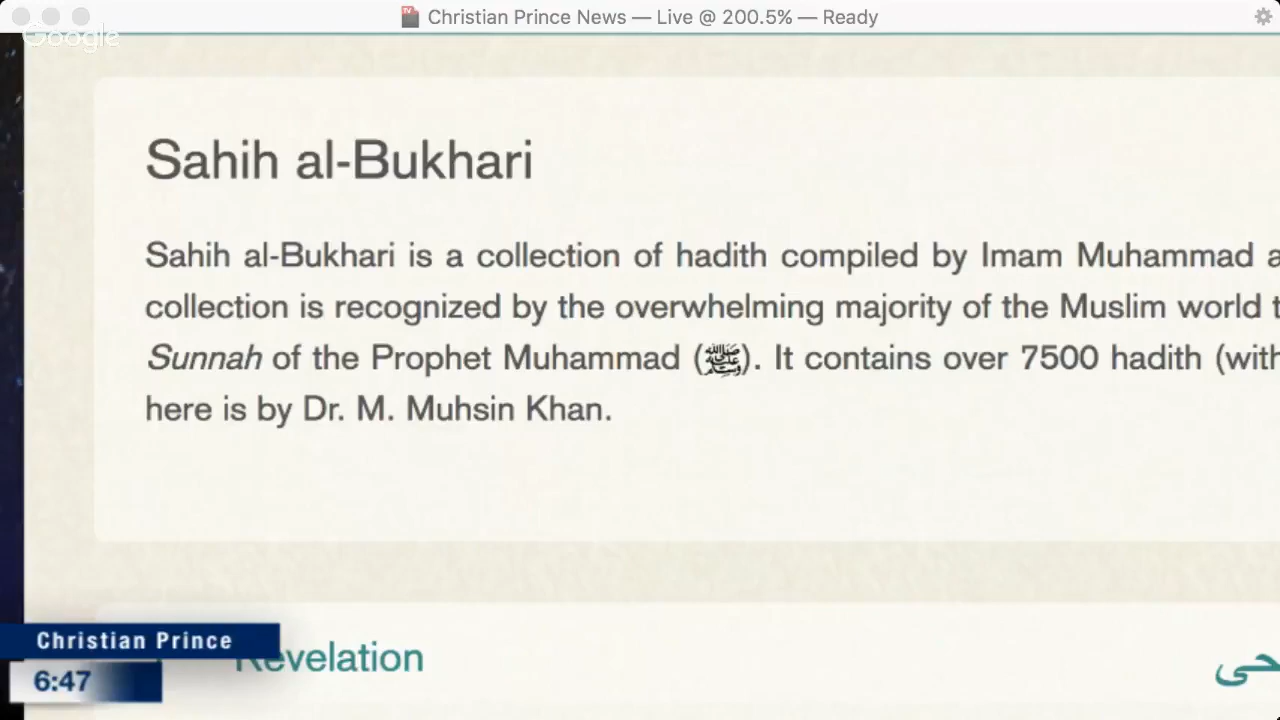 Christian Prince News — Live @ 200.5% — Ready
Google
Sahih al-Bukhari
Sahih al-Bukhari is a collection of hadith compiled by Imam Muhammad a
collection is recognized by the overwhelming majority of the Muslim world t
Sunnah of the Prophet Muhammad (ﷺ). It contains over 7500 hadith (with
here is by Dr. M. Muhsin Khan.
Revelation
حى
Christian Prince
6:47